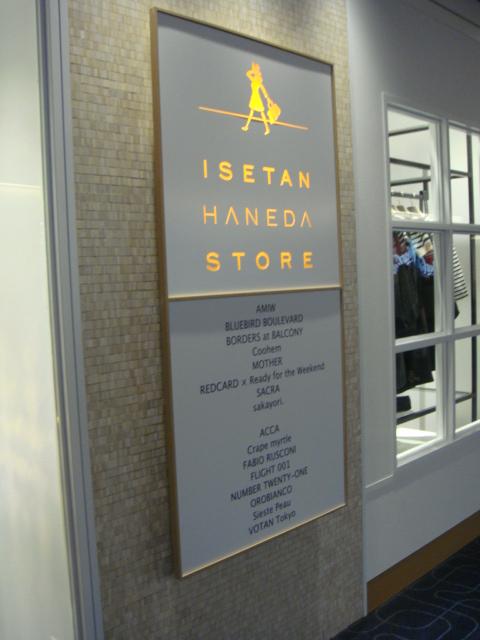 ISETAN
HANEDA
STORE
AMIW
BLUEBIRD BOULEVARD
BORDERS at BALCONY
Coohem
MOTHER
REDCARD × Ready for the Weekend
SACRA
sakayori.
ACCA
Crape myrtle
FABIO RUSCONI
FLIGHT 001
NUMBER TWENTY-ONE
OROBIANCO
Sieste Peau
VOTAN Tokyo